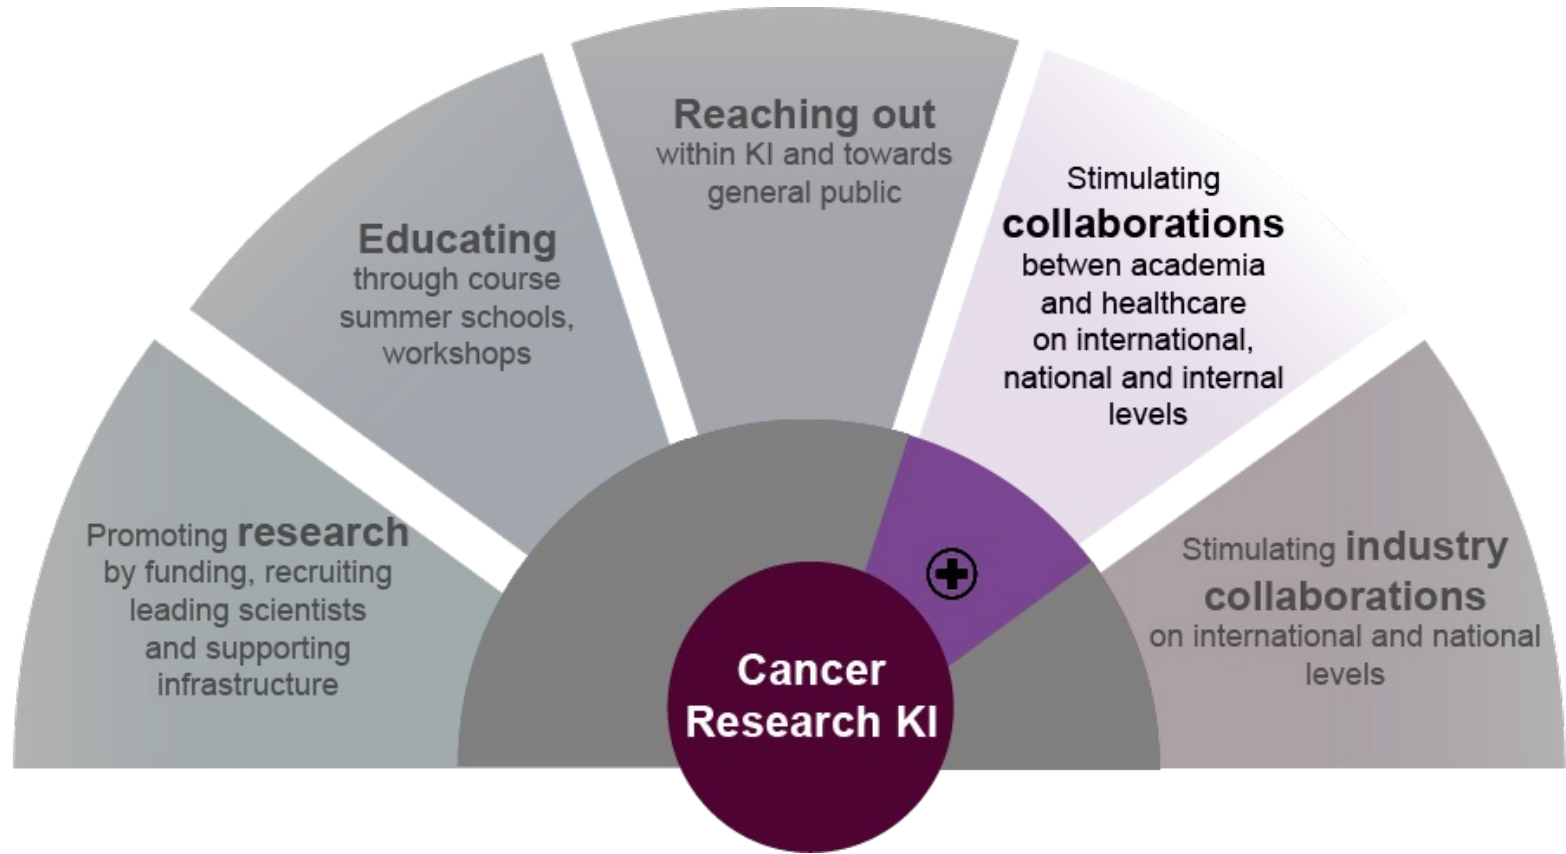 Promoting research
by funding, recruiting
leading scientists
and supporting
infrastructure
Educating
through course
summer schools,
workshops
Reaching out
within KI and towards
general public
Stimulating
collaborations
betwen academia
and healthcare
on international,
national and internal
levels
Stimulating industry
collaborations
on international and national
levels
Cancer
Research KI